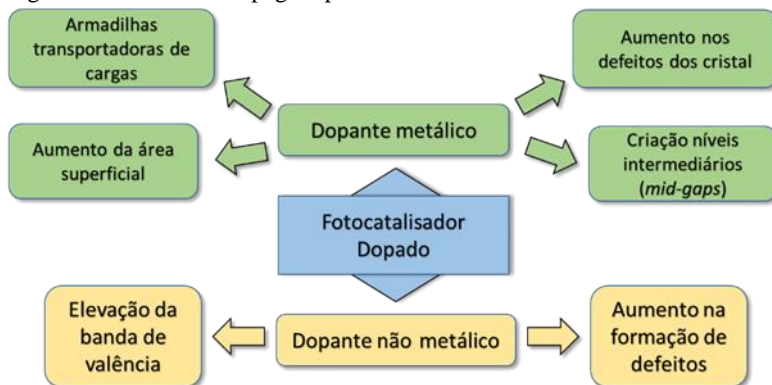 Armadilhas
transportadoras de
cargas
Aumento nos
defeitos dos cristal
Dopante metálico
Aumento da área
superficial
Criação níveis
intermediários
(mid-gaps)
Fotocatalisador
Dopado
Elevação da
banda de
valência
Dopante não metálico
Aumento na
formação de
defeitos